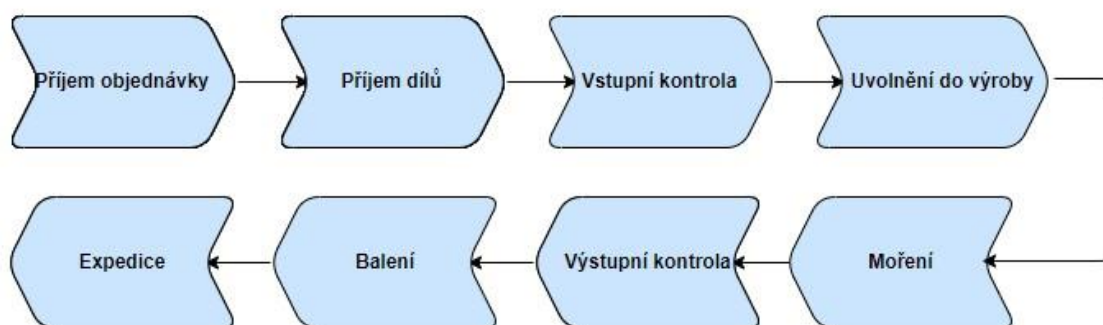 Příjem objednávky
Příjem dílů
Vstupní kontrola
Uvolnění do výroby
Moření
Výstupní kontrola
Balení
Expedice